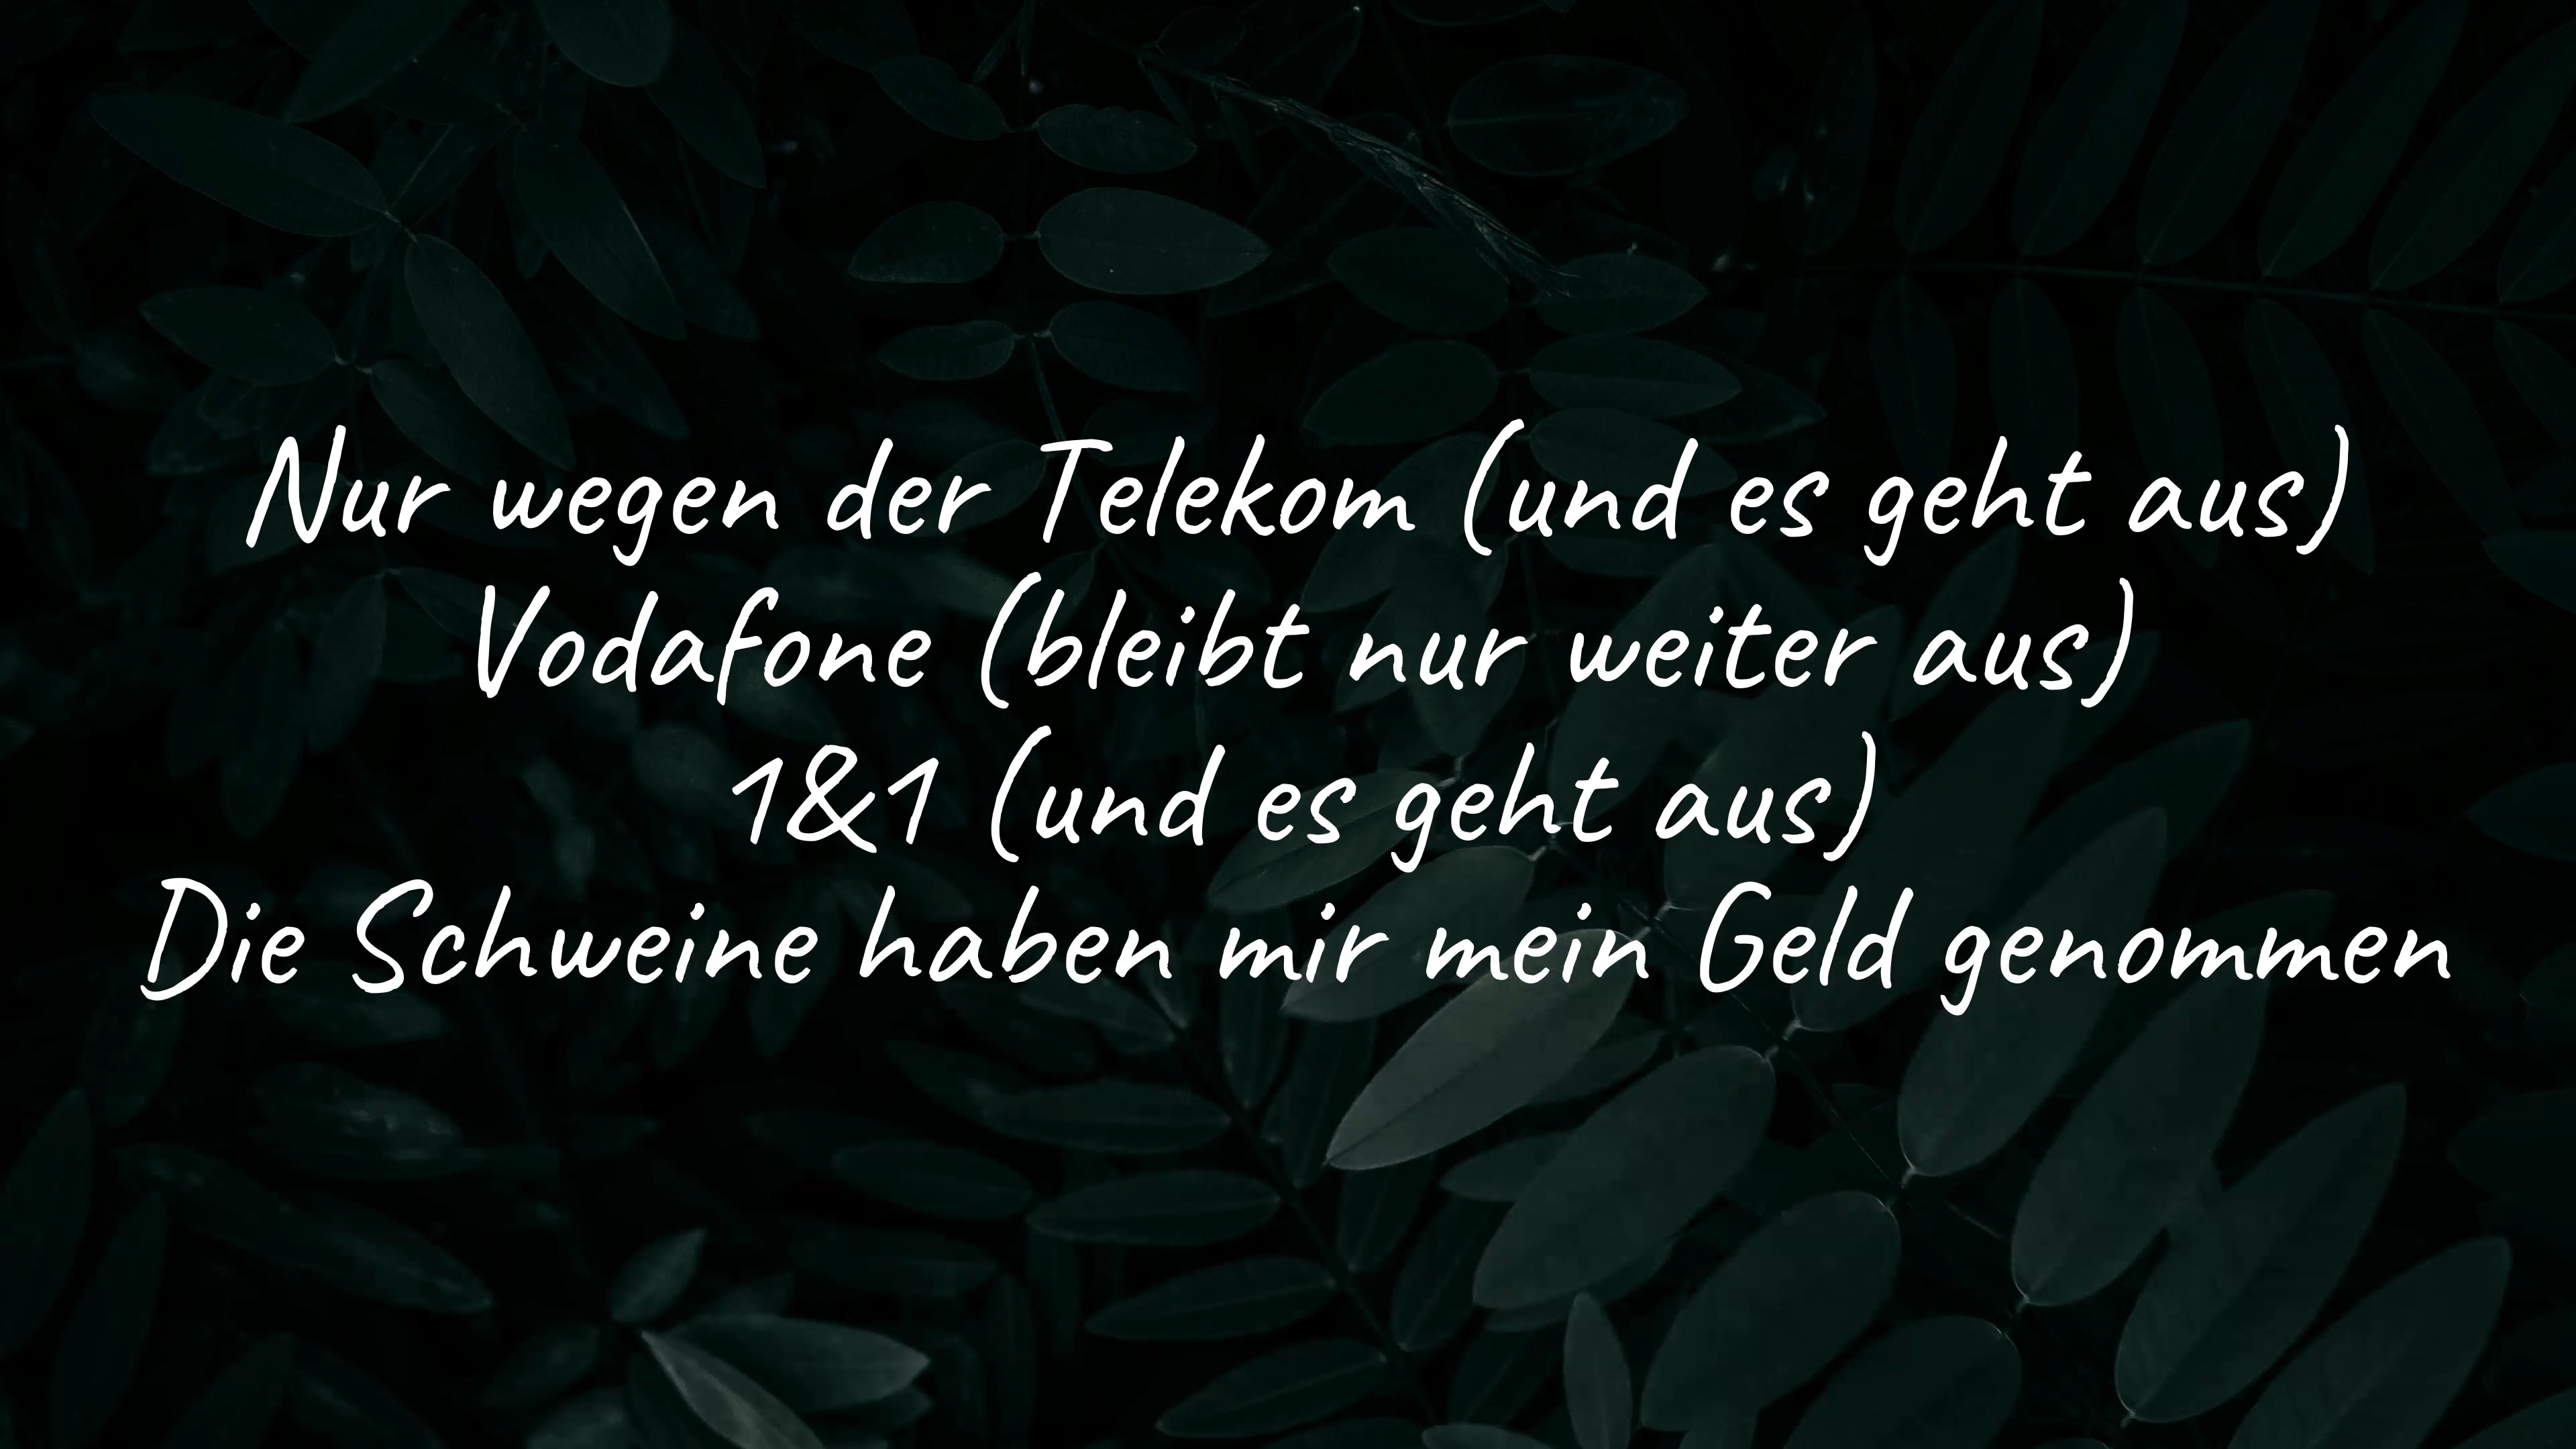 Nur wegen der Telekom (und es geht aus)
Vodafone (bleibt nur weiter aus)
1&1 (und es geht aus)
Die Schweine haben mir mein Geld genommen